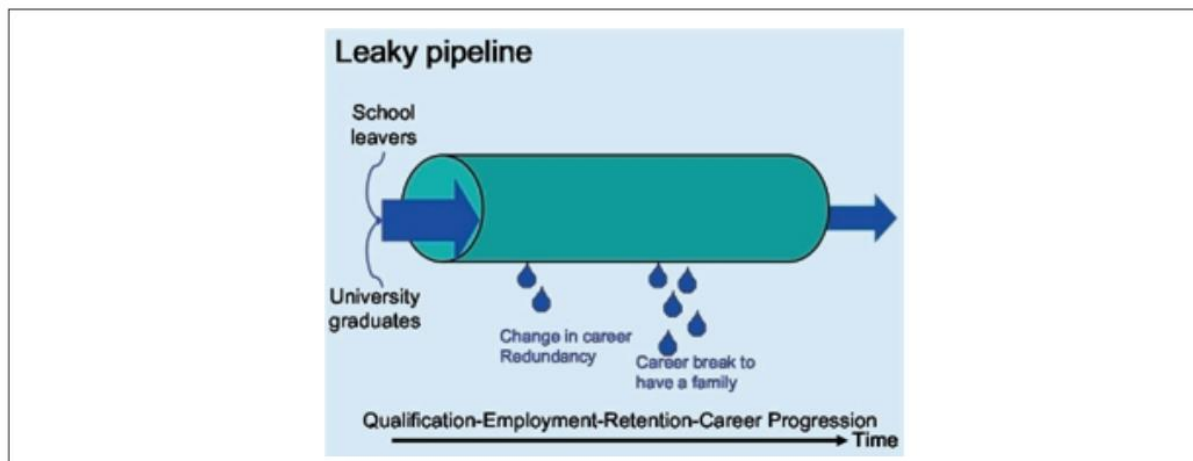 Leaky pipeline
School
leavers
University
graduates
Change in career
Redundancy
Career break to
have a family
Qualification-Employment-Retention-Career Progression
Time